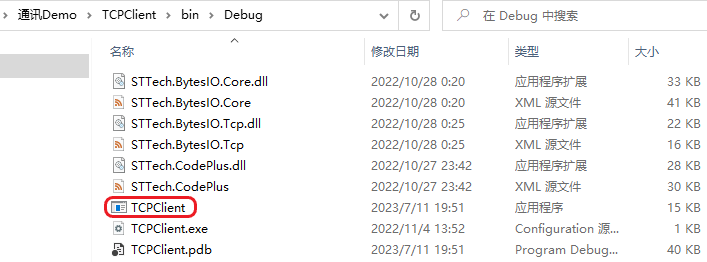 通讯Demo > TCPClient > bin > Debug 在 Debug 中搜索
名称 修改日期 类型 大小
STTech.BytesIO.Core.dll 2022/10/28 0:20 应用程序扩展 33 KB
STTech.BytesIO.Core 2022/10/28 0:20 XML 源文件 41 KB
STTech.BytesIO.Tcp.dll 2022/10/28 0:25 应用程序扩展 22 KB
STTech.BytesIO.Tcp 2022/10/28 0:25 XML 源文件 16 KB
STTech.CodePlus.dll 2022/10/27 23:42 应用程序扩展 28 KB
STTech.CodePlus 2022/10/27 23:42 XML 源文件 30 KB
TCPClient 2023/7/11 19:51 应用程序 15 KB
TCPClient.exe 2022/11/4 13:52 Configuration 源... 1 KB
TCPClient.pdb 2023/7/11 19:51 Program Debug... 40 KB